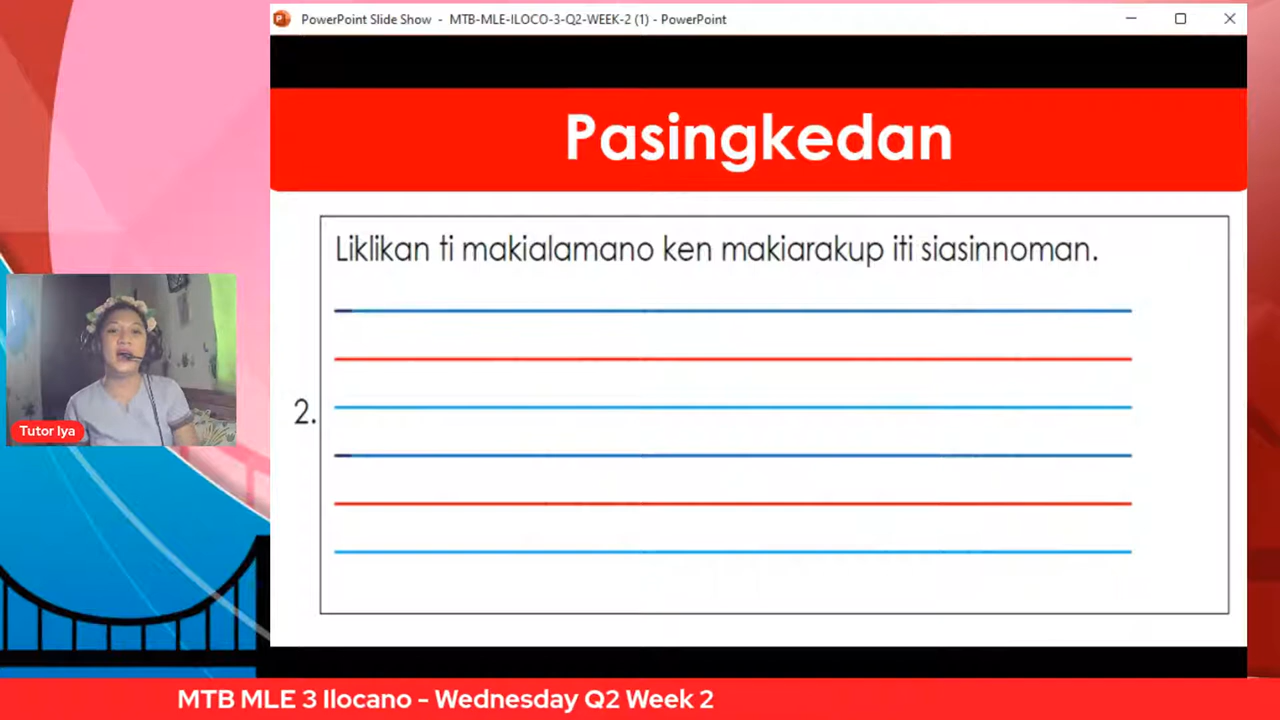 PowerPoint Slide Show - MTB-MLE-ILOCO-3-Q2-WEEK-2 (1) - PowerPoint
Pasingkedan
Liklikan ti makialamano ken makiarakup iti siasinnoman.
2.
Tutor Iya
MTB MLE 3 Ilocano - Wednesday Q2 Week 2